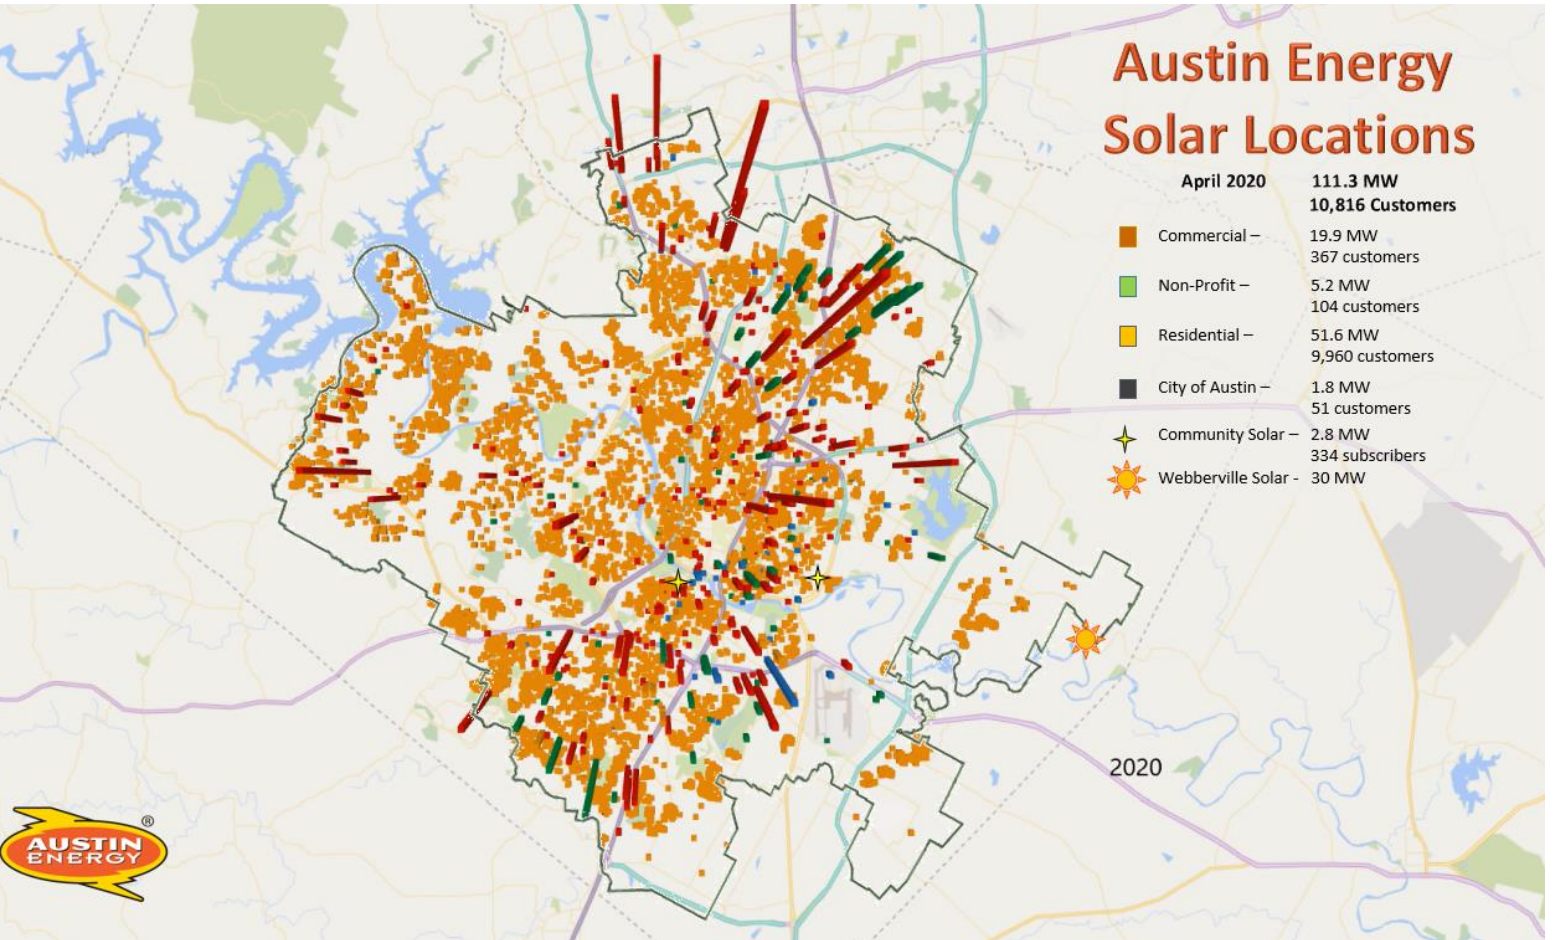 Austin Energy
Solar Locations
April 2020 111.3 MW
10,816 Customers
Commercial – 19.9 MW
367 customers
Non-Profit – 5.2 MW
104 customers
Residential – 51.6 MW
9,960 customers
City of Austin – 1.8 MW
51 customers
Community Solar – 2.8 MW
334 subscribers
Webberville Solar - 30 MW
2020
®
AUSTIN
ENERGY